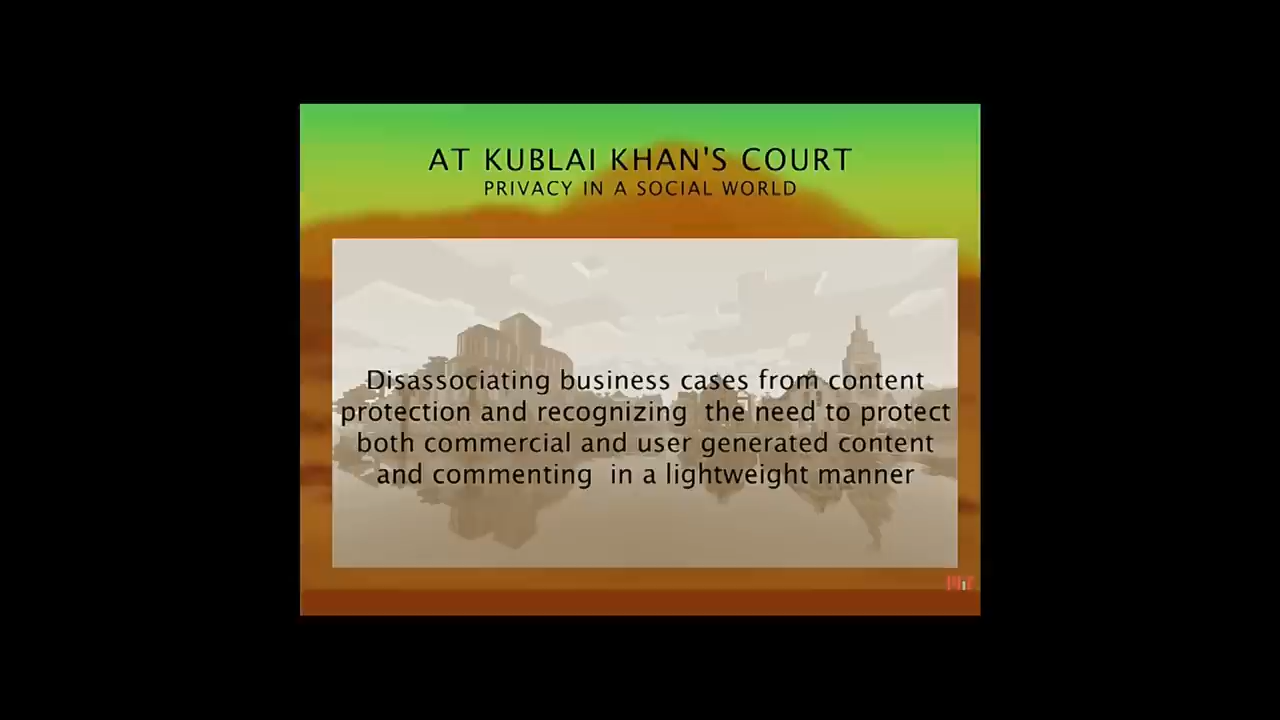 AT KUBLAI KHAN'S COURT
PRIVACY IN A SOCIAL WORLD
Disassociating business cases from content
protection and recognizing the need to protect
both commercial and user generated content
and commenting in a lightweight manner
MIT